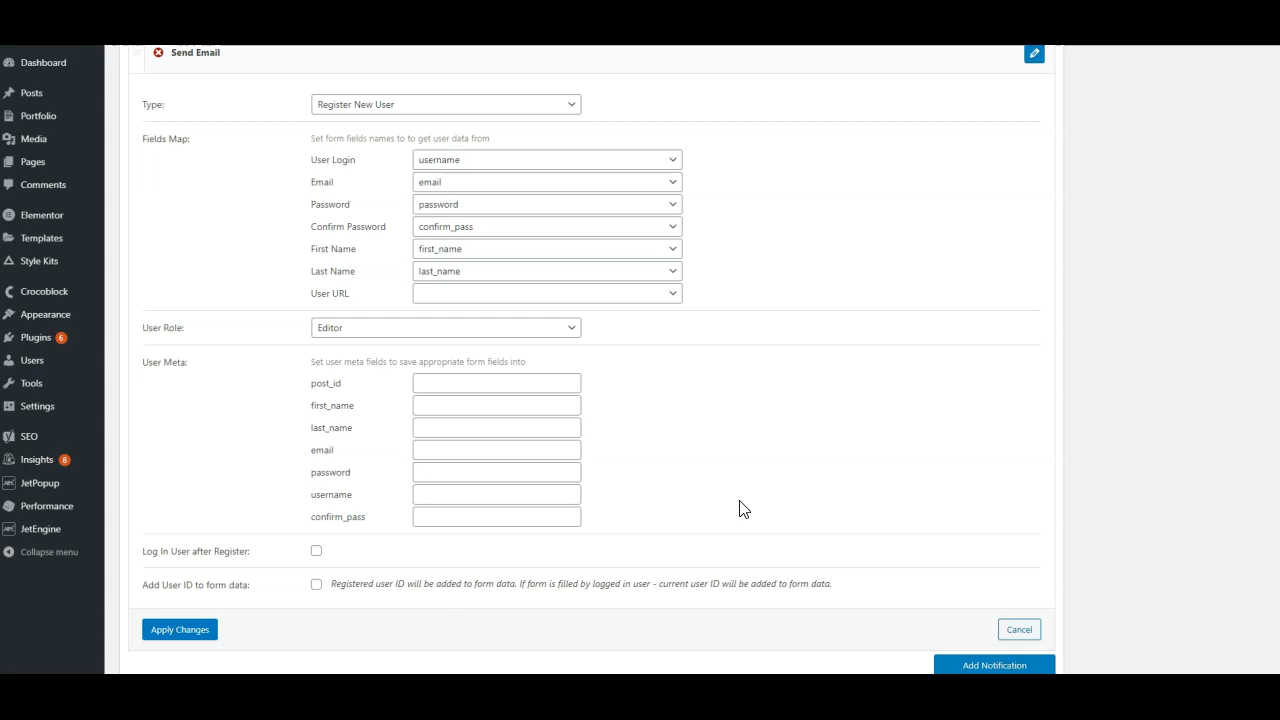 Send Email
Dashboard
Posts
Portfolio
Media
Pages
Comments
Elementor
Templates
Style Kits
Crocoblock
Appearance
Plugins 6
Users
Tools
Settings
SEO
Insights 8
JetPopup
Performance
JetEngine
Collapse menu
Type: Register New User
Fields Map: Set form fields names to to get user data from
User Login username
Email email
Password password
Confirm Password confirm_pass
First Name first_name
Last Name last_name
User URL
User Role: Editor
User Meta: Set user meta fields to save appropriate form fields into
post_id
first_name
last_name
email
password
username
confirm_pass
Log In User after Register:
Add User ID to form data: Registered user ID will be added to form data. If form is filled by logged in user - current user ID will be added to form data.
Apply Changes Cancel
Add Notification